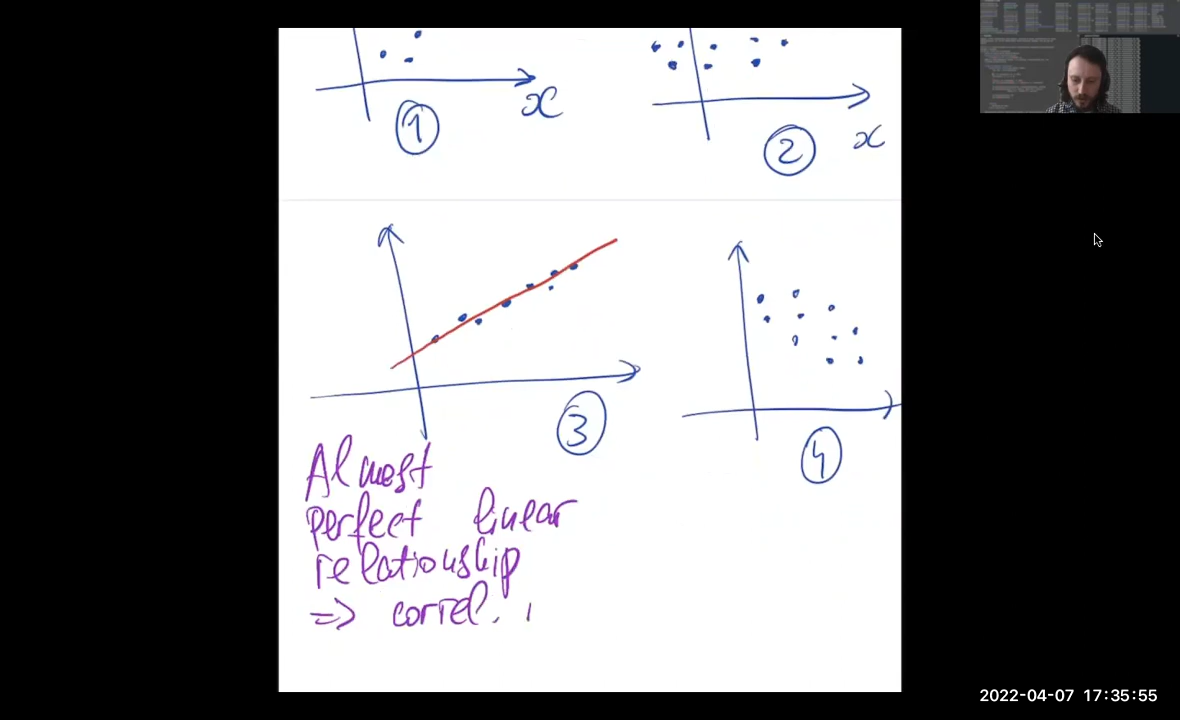 x
1
x
2
3
4
Almost
perfect linear
relationship
=> correl.
2022-04-07 17:35:55